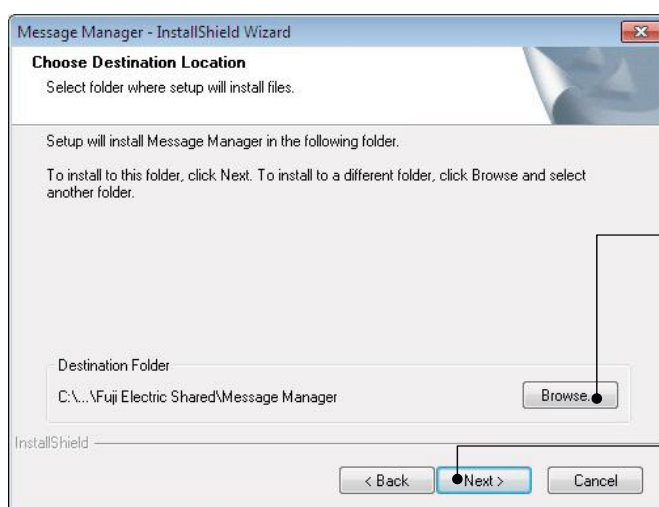 Message Manager - InstallShield Wizard
Choose Destination Location
Select folder where setup will install files.
Setup will install Message Manager in the following folder.
To install to this folder, click Next. To install to a different folder, click Browse and select
another folder.
Destination Folder
C:\...\Fuji Electric Shared\Message Manager
Browse...
InstallShield
< Back
Next >
Cancel